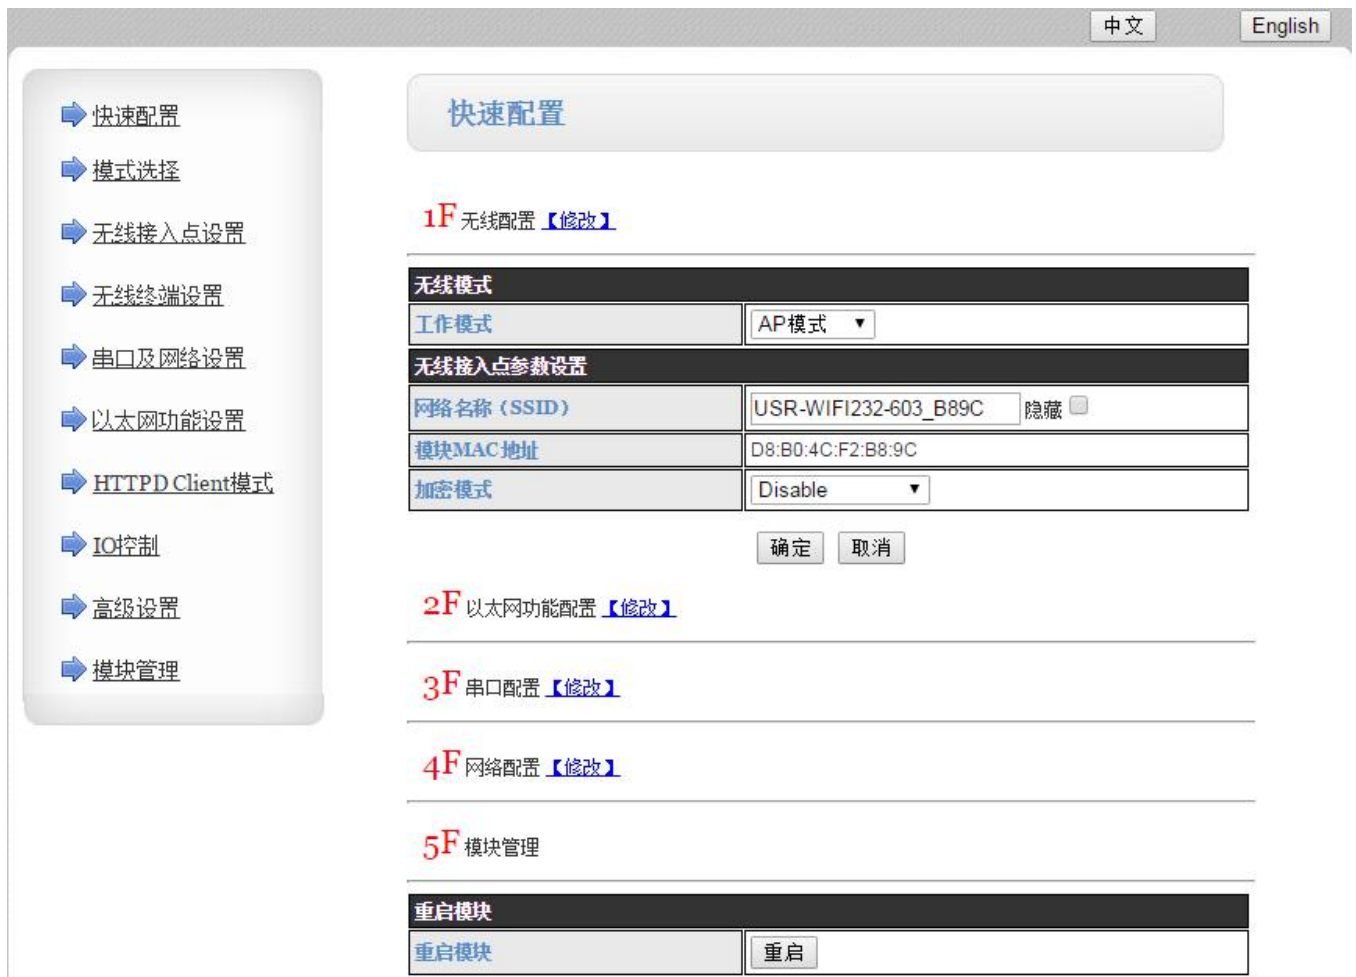 中文 English
快速配置
模式选择
无线接入点设置
无线终端设置
串口及网络设置
以太网功能设置
HTTPD Client模式
IO控制
高级设置
模块管理
快速配置
1F 无线配置【修改】
无线模式
工作模式 AP模式
无线接入点参数设置
网络名称（SSID） USR-WIFI232-603_B89C 隐藏
模块MAC地址 D8:B0:4C:F2:B8:9C
加密模式 Disable
确定 取消
2F 以太网功能配置【修改】
3F 串口配置【修改】
4F 网络配置【修改】
5F 模块管理
重启模块
重启模块 重启